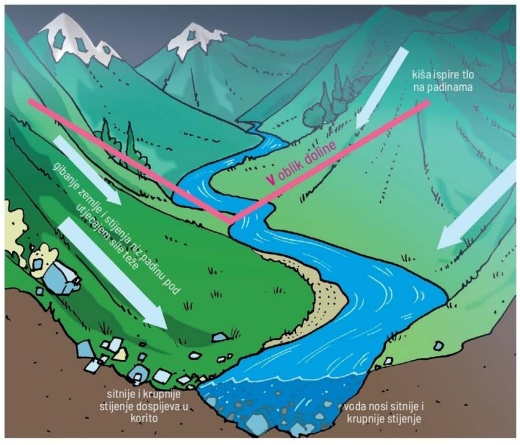 kiša ispire tlo
na padinama
V oblik doline
gibanje zemlje i stijenja niz padinu pod
utjecajem sile teže
sitnije i krupnije
stijenje dospijeva u
korito
voda nosi sitnije i
krupnije stijenje